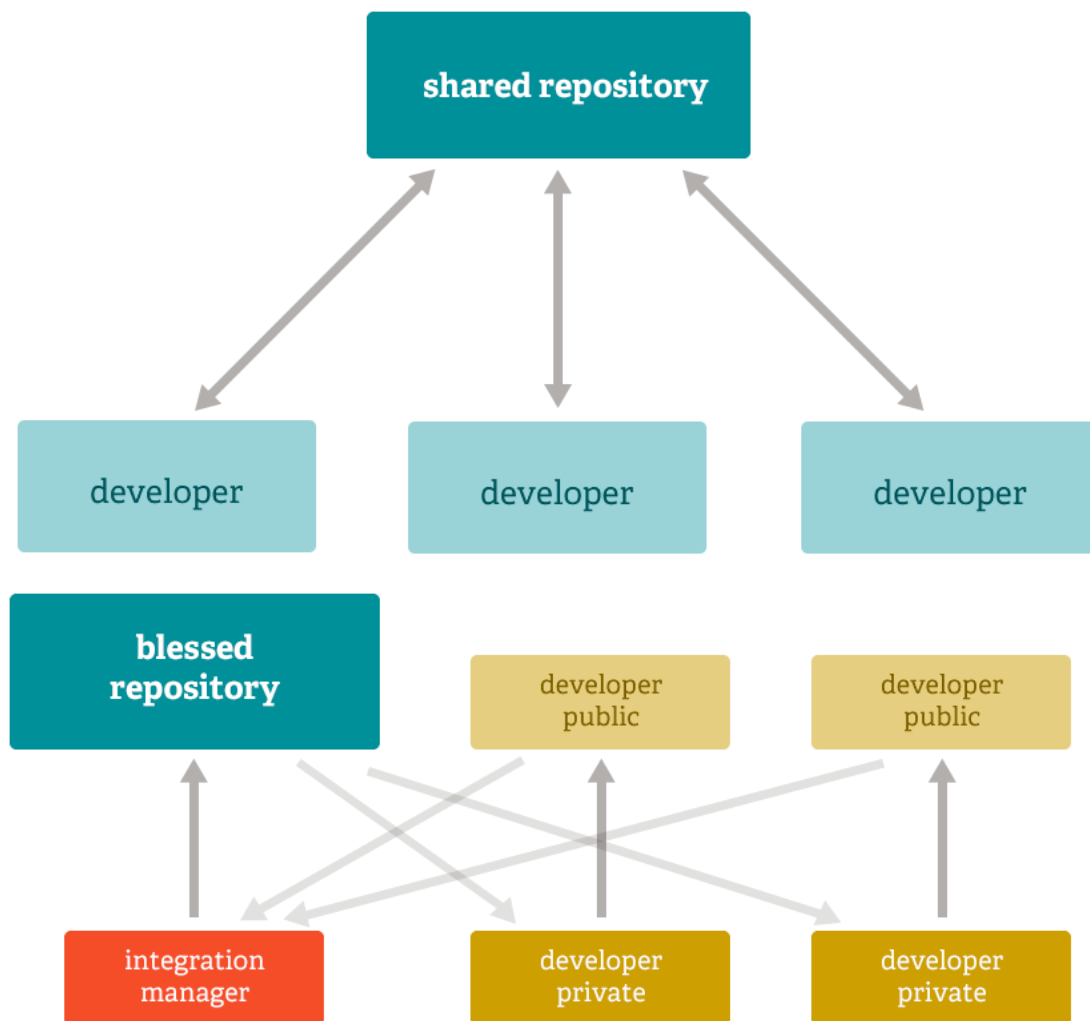 shared repository
developer
developer
developer
blessed
repository
developer
public
developer
public
integration
manager
developer
private
developer
private